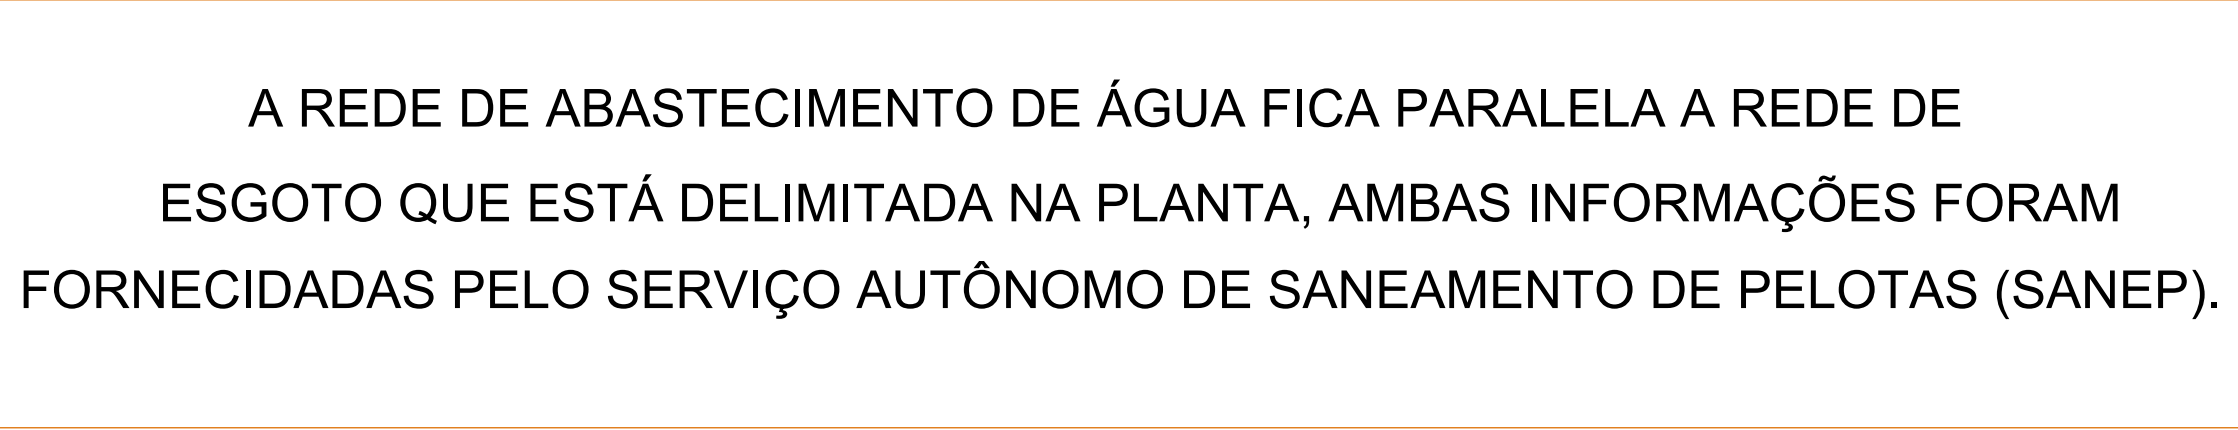 A REDE DE ABASTECIMENTO DE ÁGUA FICA PARALELA A REDE DE
ESGOTO QUE ESTÁ DELIMITADA NA PLANTA, AMBAS INFORMAÇÕES FORAM
FORNECIDADAS PELO SERVIÇO AUTÔNOMO DE SANEAMENTO DE PELOTAS (SANEP).